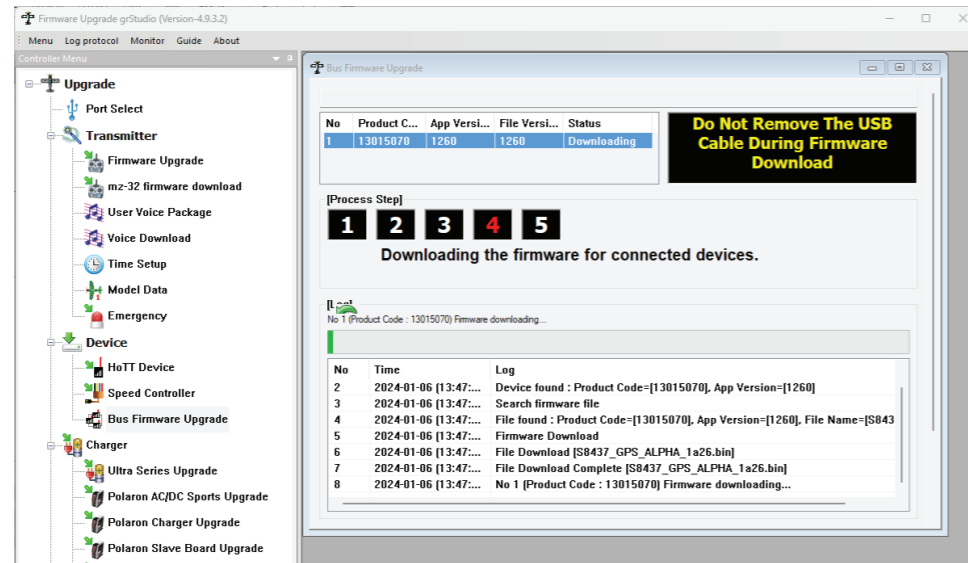 Firmware Upgrade grStudio (Version-4.9.3.2)
Menu Log protocol Monitor Guide About
Controller Menu
Upgrade
Port Select
Transmitter
Firmware Upgrade
mz-32 firmware download
User Voice Package
Voice Download
Time Setup
Model Data
Emergency
Device
HoTT Device
Speed Controller
Bus Firmware Upgrade
Charger
Ultra Series Upgrade
Polaron AC/DC Sports Upgrade
Polaron Charger Upgrade
Polaron Slave Board Upgrade
Bus Firmware Upgrade
No Product C... App Versi... File Versi... Status
1 13015070 1260 1260 Downloading
Do Not Remove The USB
Cable During Firmware
Download
[Process Step]
1 2 3 4 5
Downloading the firmware for connected devices.
No 1 (Product Code : 13015070) Firmware downloading...
No Time Log
2 2024-01-06 [13:47:... Device found : Product Code=[13015070], App Version=[1260]
3 2024-01-06 [13:47:... Search firmware file
4 2024-01-06 [13:47:... File found : Product Code=[13015070], App Version=[1260], File Name=[S843
5 2024-01-06 [13:47:... Firmware Download
6 2024-01-06 [13:47:... File Download [S8437_GPS_ALPHA_1a26.bin]
7 2024-01-06 [13:47:... File Download Complete [S8437_GPS_ALPHA_1a26.bin]
8 2024-01-06 [13:47:... No 1 (Product Code : 13015070) Firmware downloading...